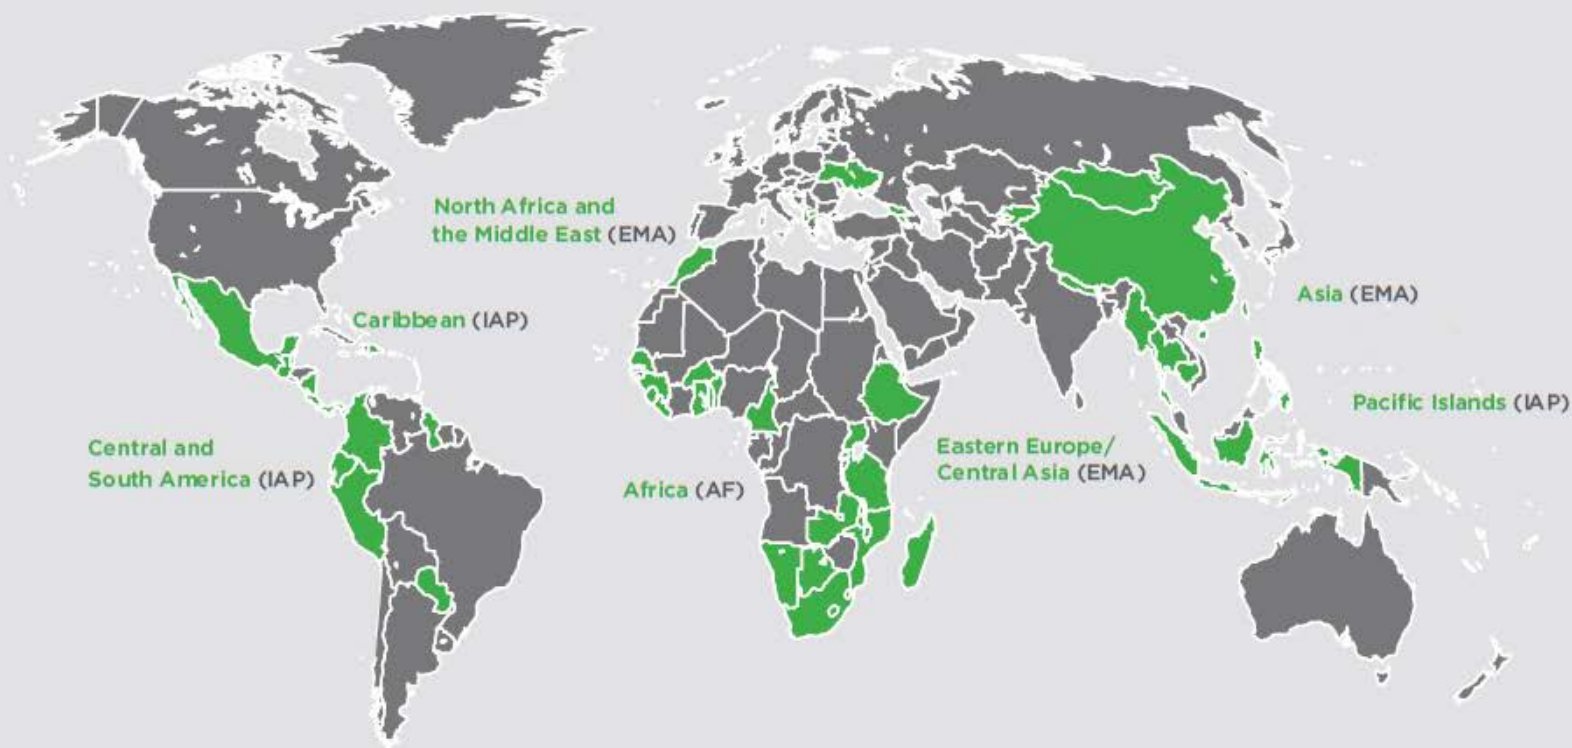 North Africa and
the Middle East (EMA)
Caribbean (IAP)
Asia (EMA)
Pacific Islands (IAP)
Central and
South America (IAP)
Africa (AF)
Eastern Europe/
Central Asia (EMA)